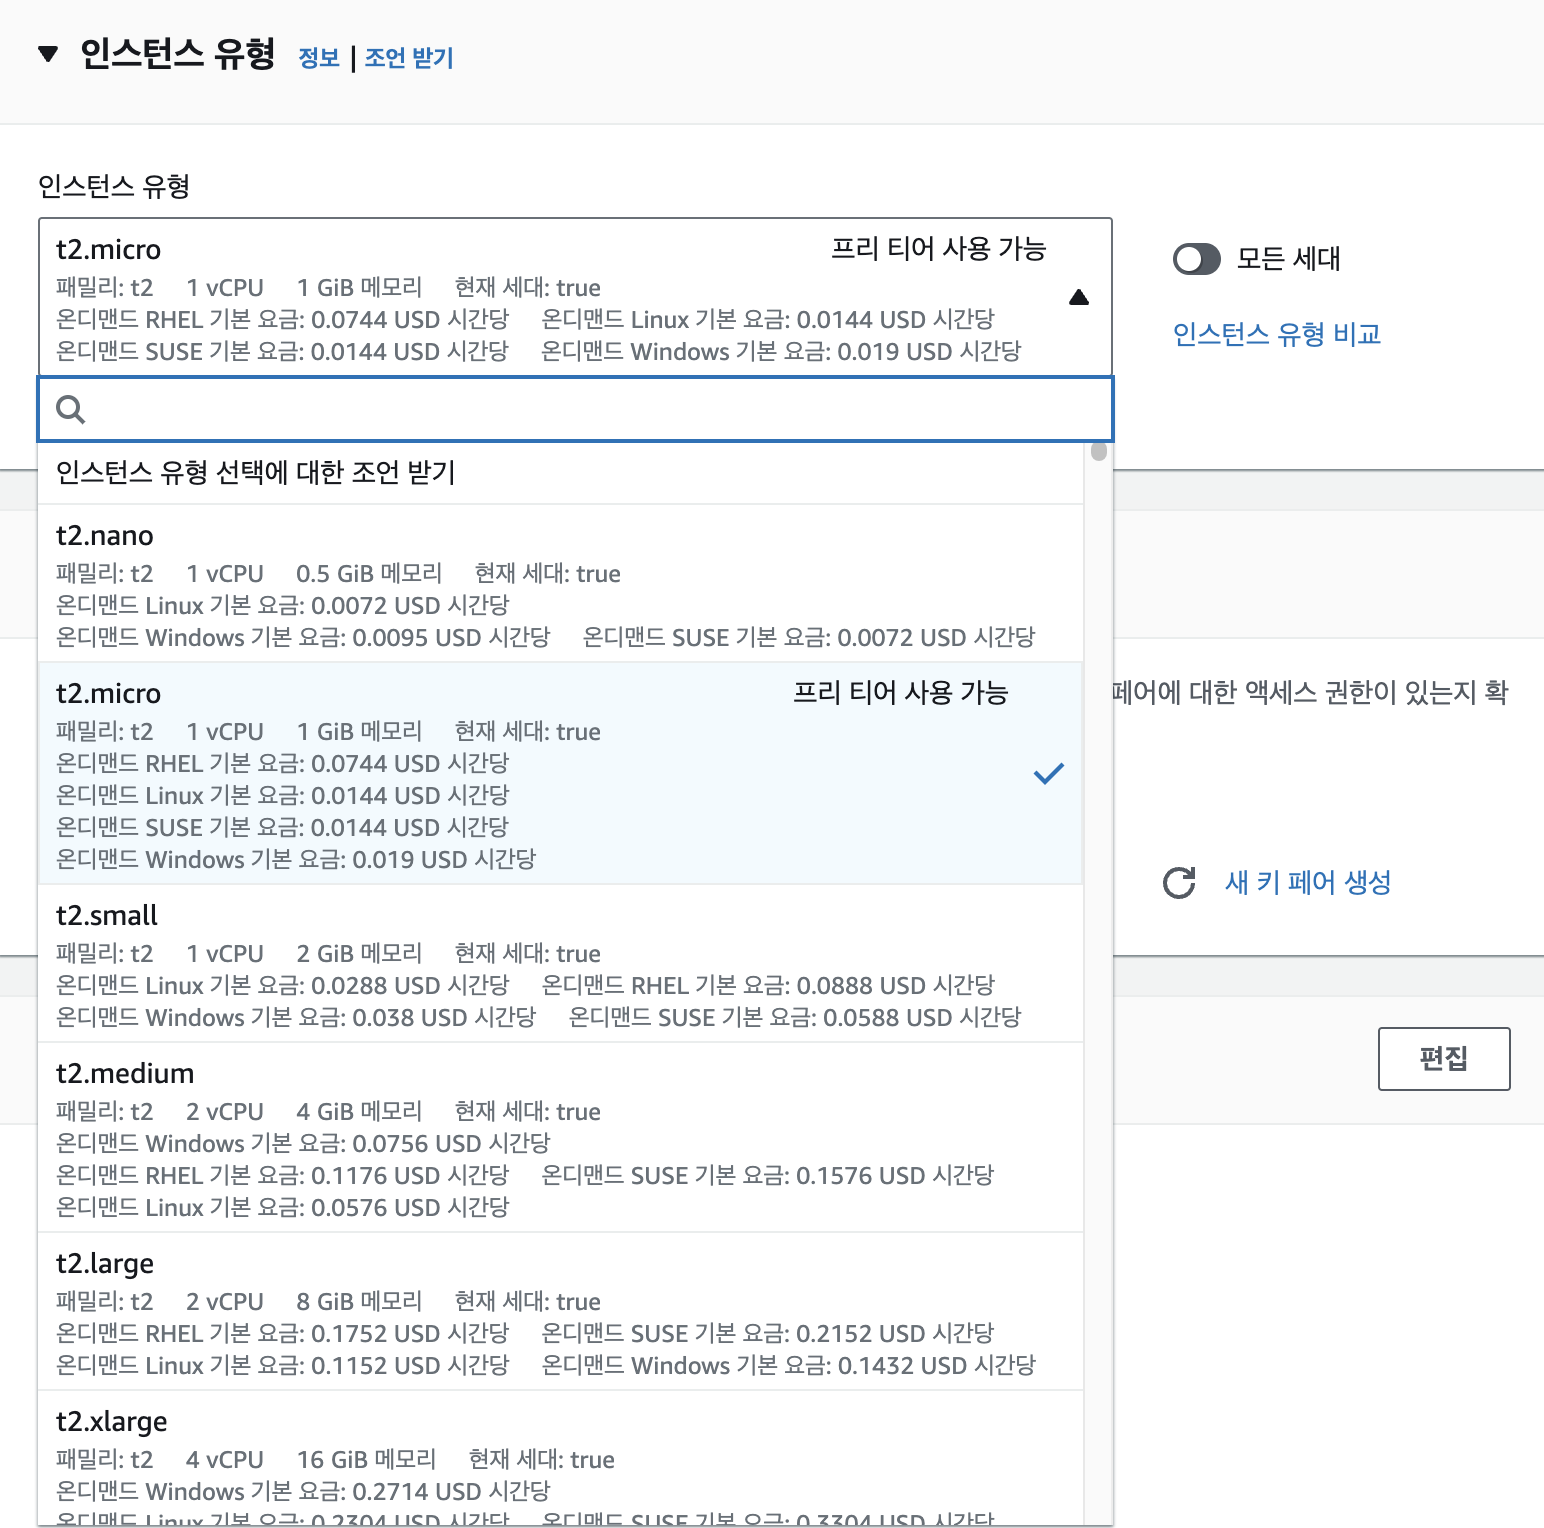 인스턴스 유형 정보 | 조언 받기
인스턴스 유형
t2.micro 프리 티어 사용 가능
패밀리: t2 1 vCPU 1 GiB 메모리 현재 세대: true
온디맨드 RHEL 기본 요금: 0.0744 USD 시간당 온디맨드 Linux 기본 요금: 0.0144 USD 시간당
온디맨드 SUSE 기본 요금: 0.0144 USD 시간당 온디맨드 Windows 기본 요금: 0.019 USD 시간당
모든 세대
인스턴스 유형 비교
인스턴스 유형 선택에 대한 조언 받기
t2.nano
패밀리: t2 1 vCPU 0.5 GiB 메모리 현재 세대: true
온디맨드 Linux 기본 요금: 0.0072 USD 시간당
온디맨드 Windows 기본 요금: 0.0095 USD 시간당 온디맨드 SUSE 기본 요금: 0.0072 USD 시간당
t2.micro 프리 티어 사용 가능
패밀리: t2 1 vCPU 1 GiB 메모리 현재 세대: true
온디맨드 RHEL 기본 요금: 0.0744 USD 시간당
온디맨드 Linux 기본 요금: 0.0144 USD 시간당
온디맨드 SUSE 기본 요금: 0.0144 USD 시간당
온디맨드 Windows 기본 요금: 0.019 USD 시간당
페어에 대한 액세스 권한이 있는지 확
새 키 페어 생성
t2.small
패밀리: t2 1 vCPU 2 GiB 메모리 현재 세대: true
온디맨드 Linux 기본 요금: 0.0288 USD 시간당 온디맨드 RHEL 기본 요금: 0.0888 USD 시간당
온디맨드 Windows 기본 요금: 0.038 USD 시간당 온디맨드 SUSE 기본 요금: 0.0588 USD 시간당
편집
t2.medium
패밀리: t2 2 vCPU 4 GiB 메모리 현재 세대: true
온디맨드 Windows 기본 요금: 0.0756 USD 시간당
온디맨드 RHEL 기본 요금: 0.1176 USD 시간당 온디맨드 SUSE 기본 요금: 0.1576 USD 시간당
온디맨드 Linux 기본 요금: 0.0576 USD 시간당
t2.large
패밀리: t2 2 vCPU 8 GiB 메모리 현재 세대: true
온디맨드 RHEL 기본 요금: 0.1752 USD 시간당 온디맨드 SUSE 기본 요금: 0.2152 USD 시간당
온디맨드 Linux 기본 요금: 0.1152 USD 시간당 온디맨드 Windows 기본 요금: 0.1432 USD 시간당
t2.xlarge
패밀리: t2 4 vCPU 16 GiB 메모리 현재 세대: true
온디맨드 Windows 기본 요금: 0.2714 USD 시간당
온디맨드 Linux 기본 요금: 0.2304 USD 시간당 온디맨드 SUSE 기본 요금: 0.3304 USD 시간당